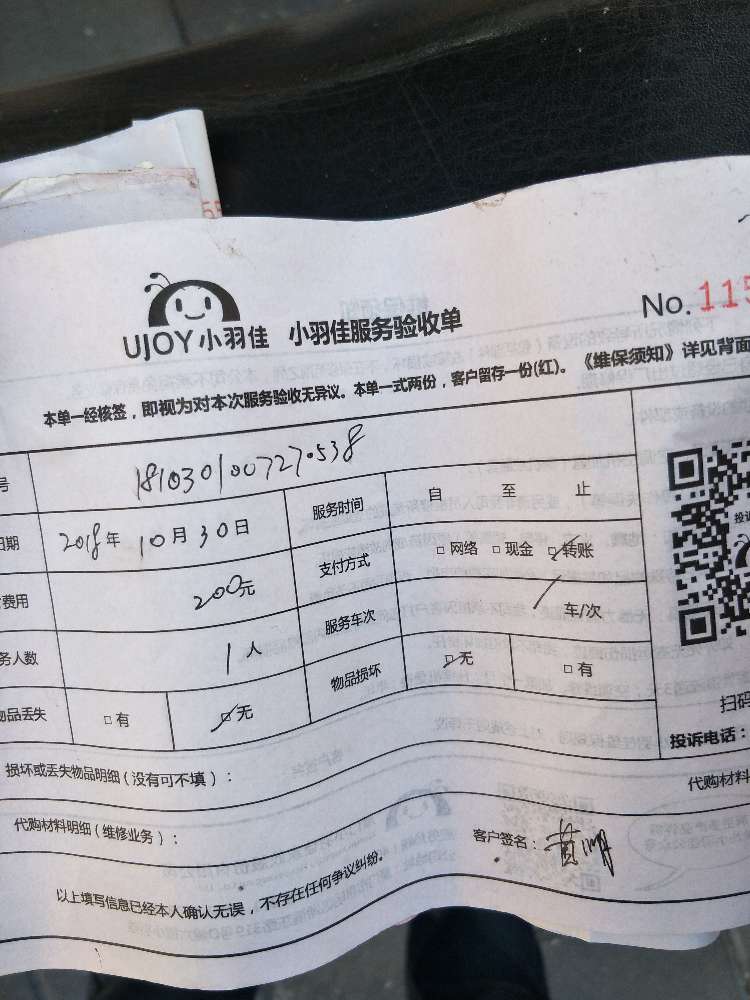 UJOY小羽佳 小羽佳服务验收单
No. 115
本单一经核签，即视为对本次服务验收无异议。本单一式两份，客户留存一份(红)。《维保须知》详见背面
号 181030100727538
日期 2018年10月30日 服务时间 自 至 止
费用 200元 支付方式 □网络 □现金 □转账
务人数 1人 服务车次 / 车/次
物品丢失 □有 □无 物品损坏 □无 □有
扫码
投诉电话：
损坏或丢失物品明细（没有可不填）：
代购材料
代购材料明细（维修业务）：
客户签名：
以上填写信息已经本人确认无误，不存在任何争议纠纷。